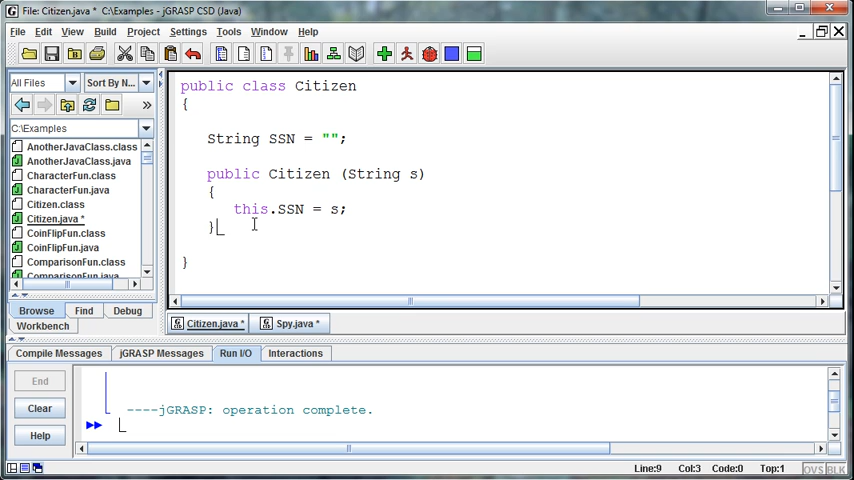 File: Citizen.java *  C:\Examples - jGRASP CSD (Java)
File Edit View Build Project Settings Tools Window Help
All Files Sort By N...
C:\Examples
AnotherJavaClass.class
AnotherJavaClass.java
CharacterFun.class
CharacterFun.java
Citizen.class
Citizen.java *
CoinFlipFun.class
CoinFlipFun.java
ComparisonFun.class
ComparisonFun.java
Browse Find Debug
Workbench
public class Citizen
{
String SSN = "";
public Citizen (String s)
{
this.SSN = s;
}
}
Citizen.java * Spy.java *
Compile Messages jGRASP Messages Run I/O Interactions
End
Clear
Help
----jGRASP: operation complete.
Line:9 Col:3 Code:0 Top:1 OVS BLK